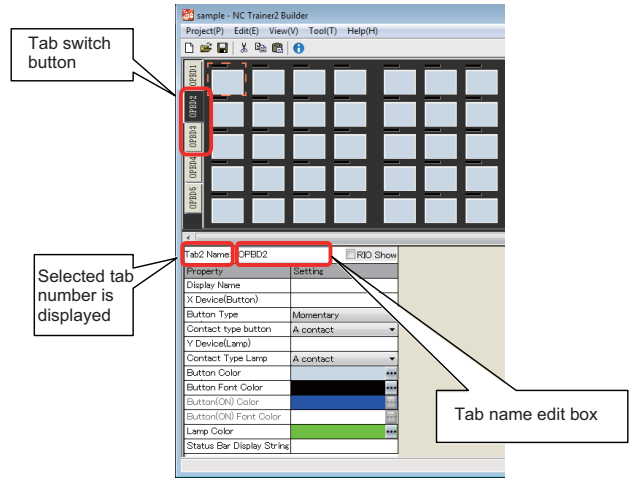 sample - NC Trainer2 Builder
Project(P) Edit(E) View(V) Tool(T) Help(H)
Tab switch
button
OPBD1
OPBD2
OPBD3
OPBD4
OPBD5
Tab2 Name: OPBD2 RIO Show
Property Setting
Display Name
X Device(Button)
Button Type Momentary
Contact type button A contact
Y Device(Lamp)
Contact Type Lamp A contact
Button Color ...
Button Font Color ...
Button(ON) Color ...
Button(ON) Font Color ...
Lamp Color ...
Status Bar Display String
Selected tab
number is
displayed
Tab name edit box